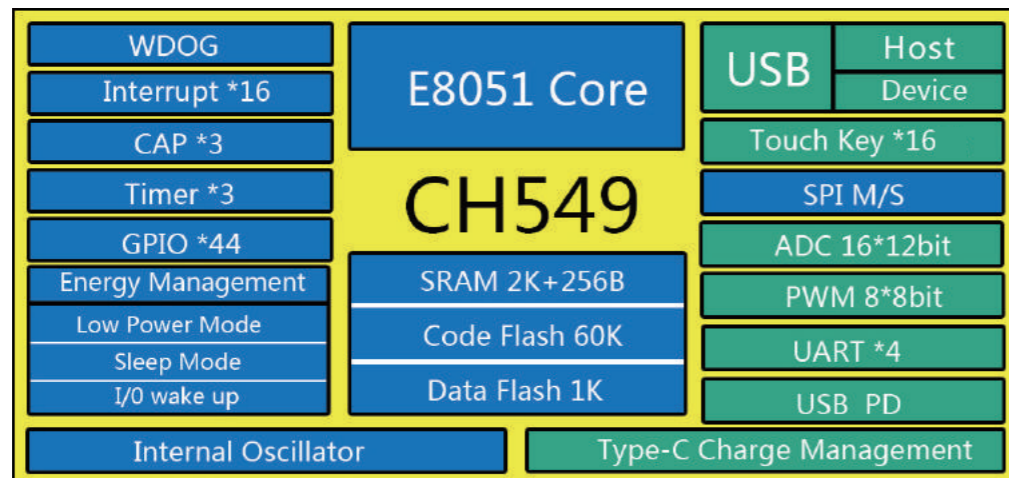 WDOG
Interrupt *16
CAP *3
Timer *3
GPIO *44
Energy Management
Low Power Mode
Sleep Mode
I/0 wake up
E8051 Core
CH549
SRAM 2K+256B
Code Flash 60K
Data Flash 1K
USB
Host
Device
Touch Key *16
SPI M/S
ADC 16*12bit
PWM 8*8bit
UART *4
USB PD
Internal Oscillator
Type-C Charge Management